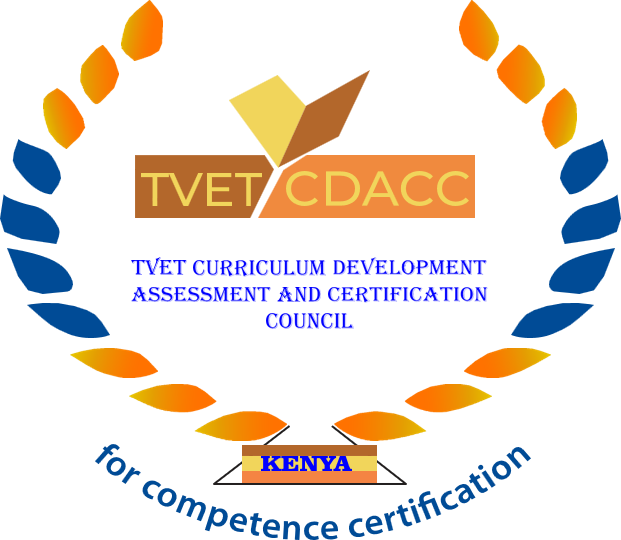 TVET CDACC
TVET CURRICULUM DEVELOPMENT
ASSESSMENT AND CERTIFICATION
COUNCIL
KENYA
for competence certification